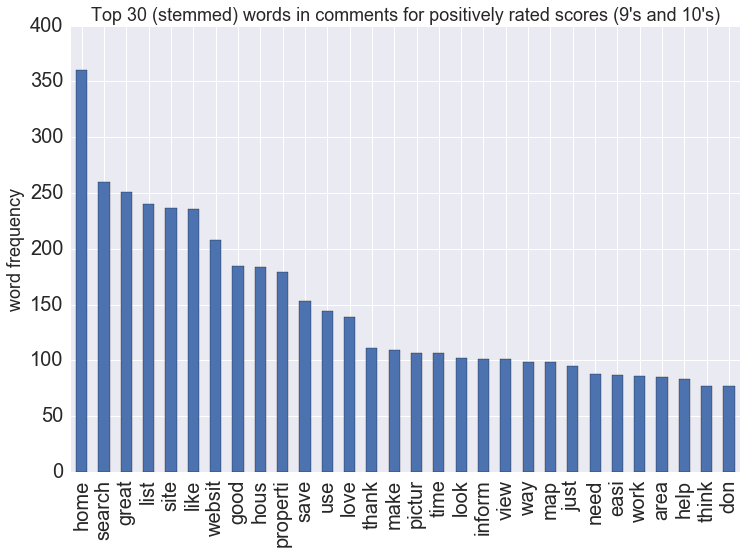 Top 30 (stemmed) words in comments for positively rated scores (9's and 10's)
word frequency
400
350
300
250
200
150
100
50
0
home
search
great
list
site
like
websit
good
hous
properti
save
use
love
thank
make
pictur
time
look
inform
view
way
map
just
need
easi
work
area
help
think
don